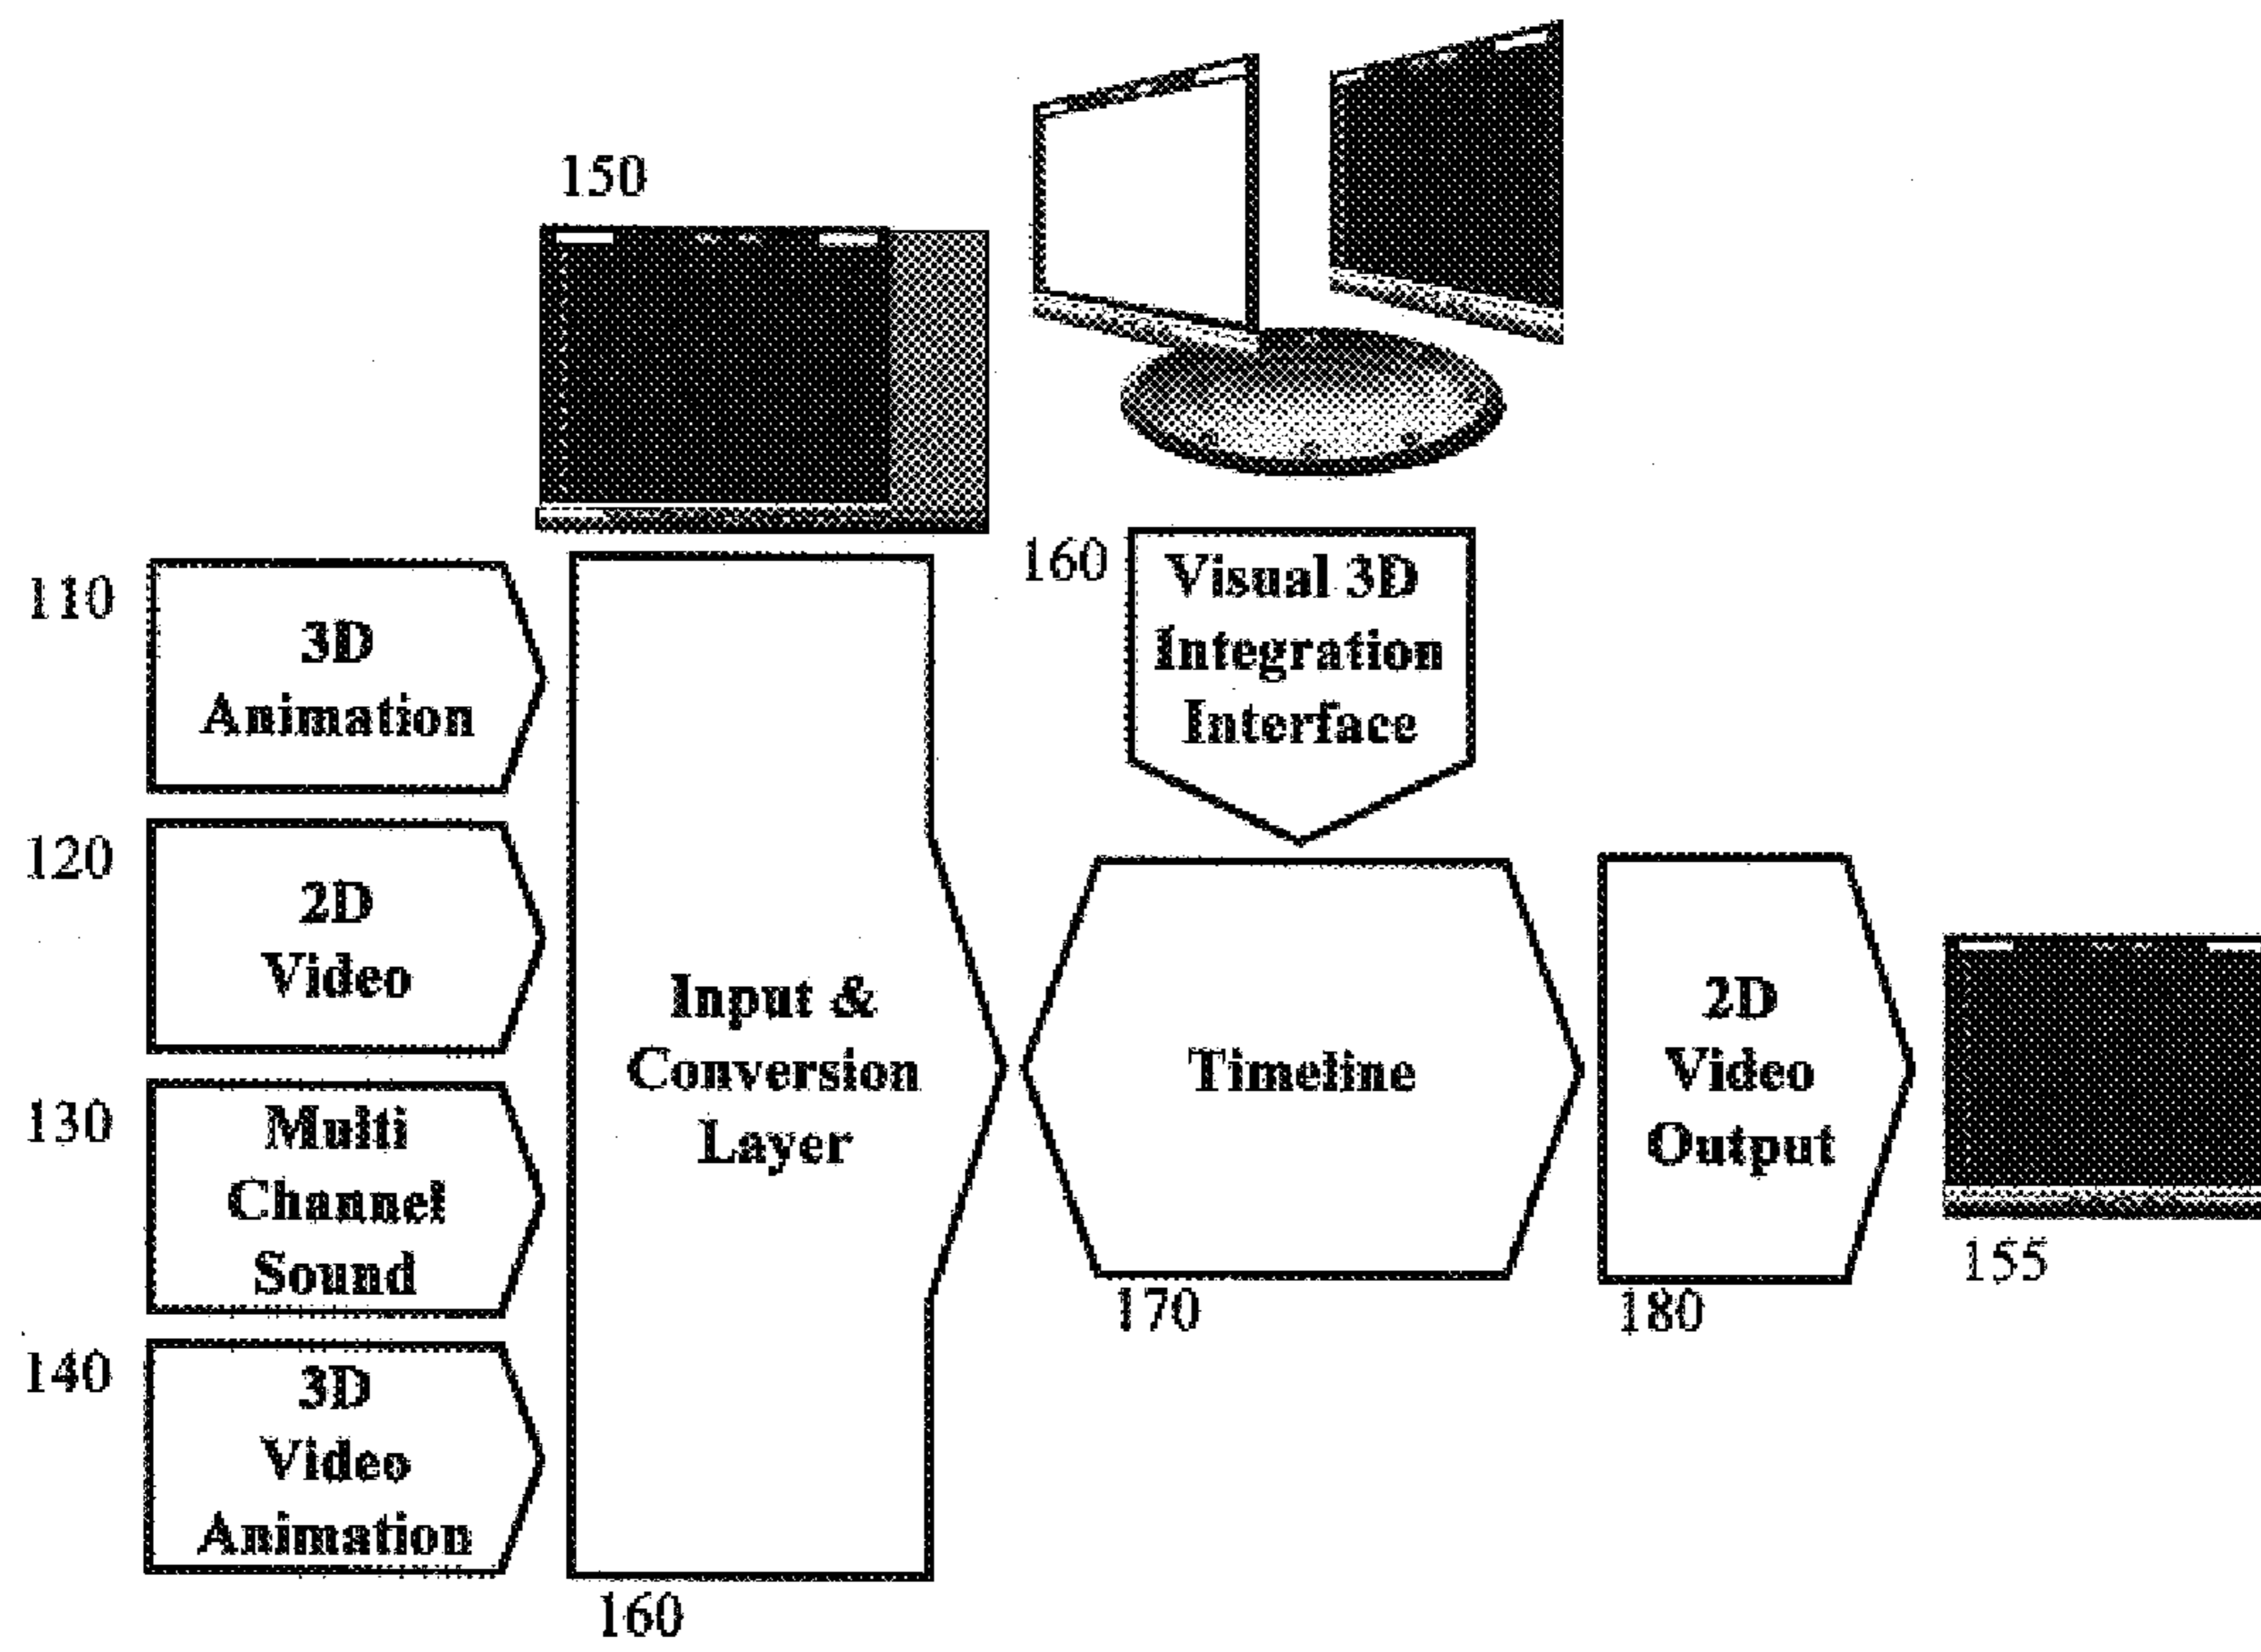 150
160
Visual 3D
Integration
Interface
110
3D
Animation
120
2D
Video
130
Multi
Channel
Sound
140
3D
Video
Animation
Input &
Conversion
Layer
160
Timeline
170
2D
Video
Output
180
155